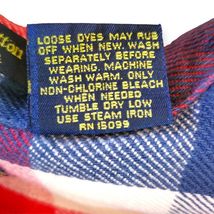 tton
LOOSE DYES MAY RUB
OFF WHEN NEW. WASH
SEPARATELY BEFORE
WEARING. MACHINE
WASH WARM. ONLY
NON-CHLORINE BLEACH
WHEN NEEDED
TUMBLE DRY LOW
USE STEAM IRON
RN 15099